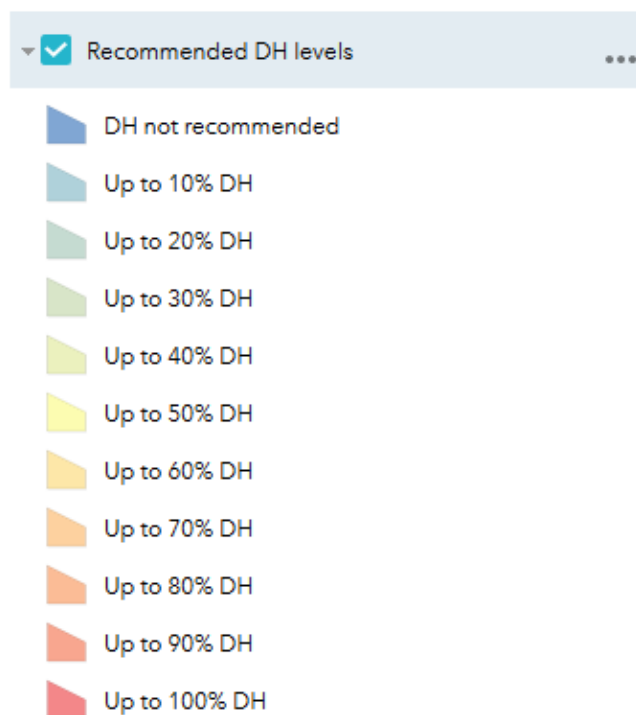 Recommended DH levels
DH not recommended
Up to 10% DH
Up to 20% DH
Up to 30% DH
Up to 40% DH
Up to 50% DH
Up to 60% DH
Up to 70% DH
Up to 80% DH
Up to 90% DH
Up to 100% DH